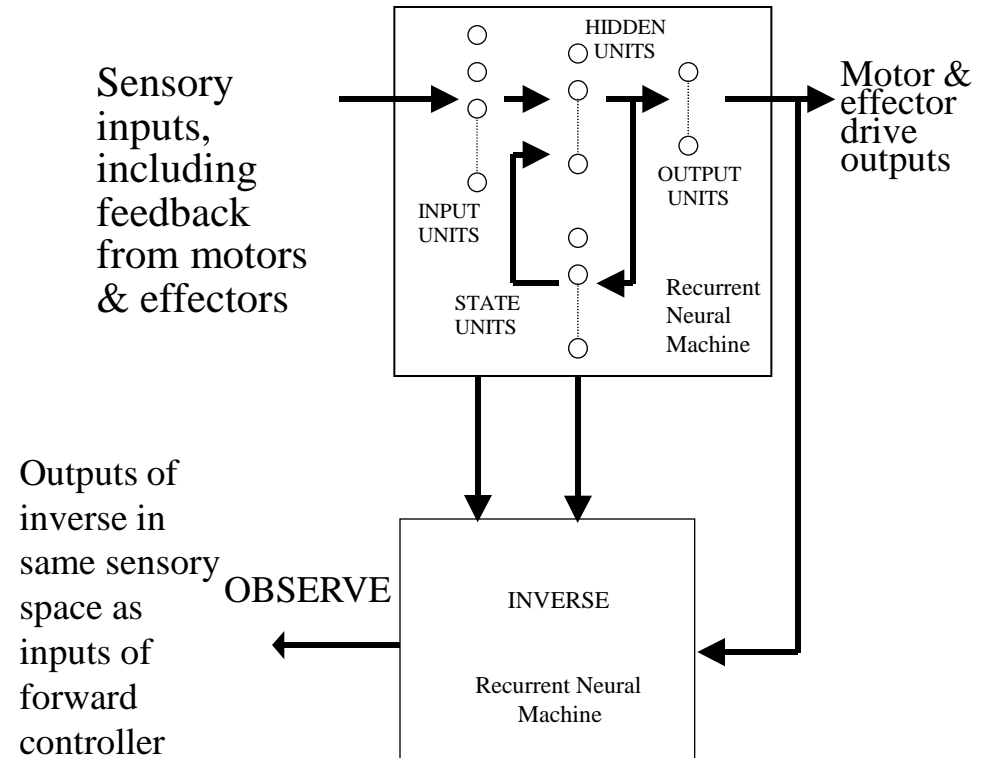 HIDDEN
UNITS
Sensory
inputs,
including
feedback
from motors
& effectors
Motor &
effector
drive
outputs
INPUT
UNITS
OUTPUT
UNITS
STATE
UNITS
Recurrent
Neural
Machine
Outputs of
inverse in
same sensory
space as
inputs of
forward
controller
OBSERVE
INVERSE
Recurrent Neural
Machine